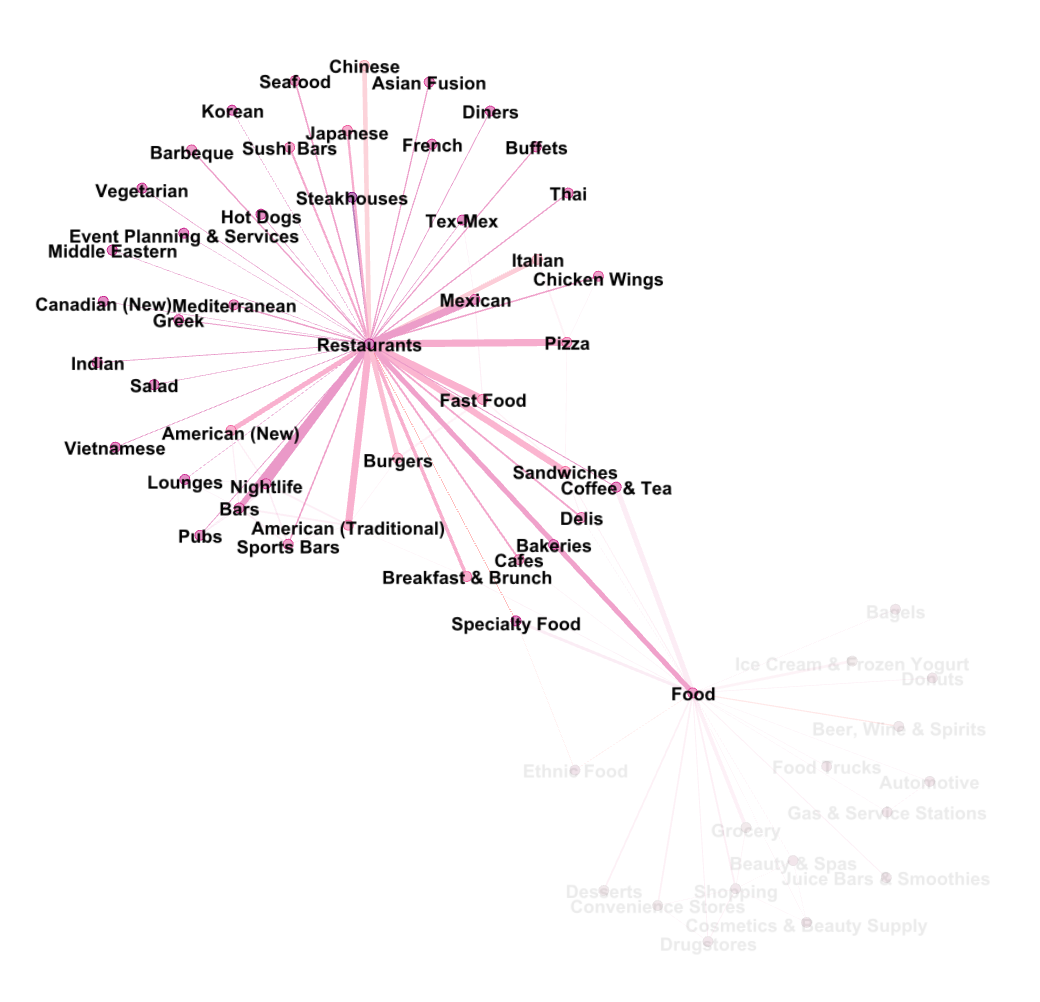 Chinese
Seafood
Asian Fusion
Korean
Diners
Japanese
Sushi Bars
French
Buffets
Barbeque
Vegetarian
Steakhouses
Thai
Hot Dogs
Tex-Mex
Event Planning & Services
Middle Eastern
Italian
Chicken Wings
Canadian (New)
Mediterranean
Mexican
Greek
Restaurants
Pizza
Indian
Salad
Fast Food
American (New)
Vietnamese
Burgers
Sandwiches
Lounges
Nightlife
Coffee & Tea
Bars
Delis
American (Traditional)
Pubs
Sports Bars
Bakeries
Cafes
Breakfast & Brunch
Specialty Food
Bagels
Ice Cream & Frozen Yogurt
Donuts
Food
Beer, Wine & Spirits
Ethnic Food
Food Trucks
Automotive
Gas & Service Stations
Grocery
Beauty & Spas
Juice Bars & Smoothies
Desserts
Shopping
Convenience Stores
Cosmetics & Beauty Supply
Drugstores